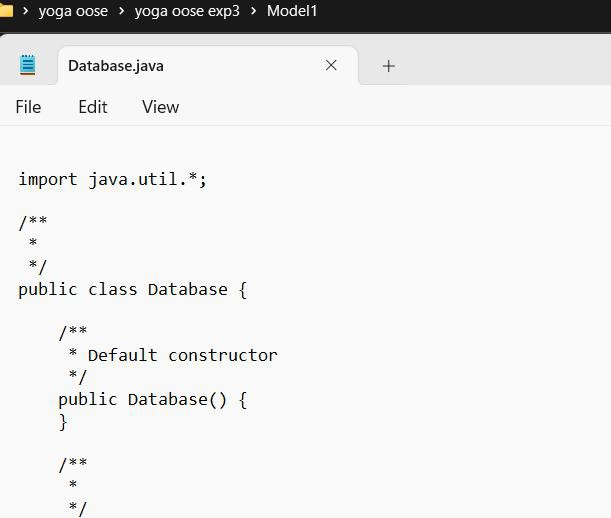 yoga oose > yoga oose exp3 > Model1
Database.java
File Edit View
import java.util.*;
/**
 *
 */
public class Database {
    /**
     * Default constructor
     */
    public Database() {
    }
    /**
     *
     */